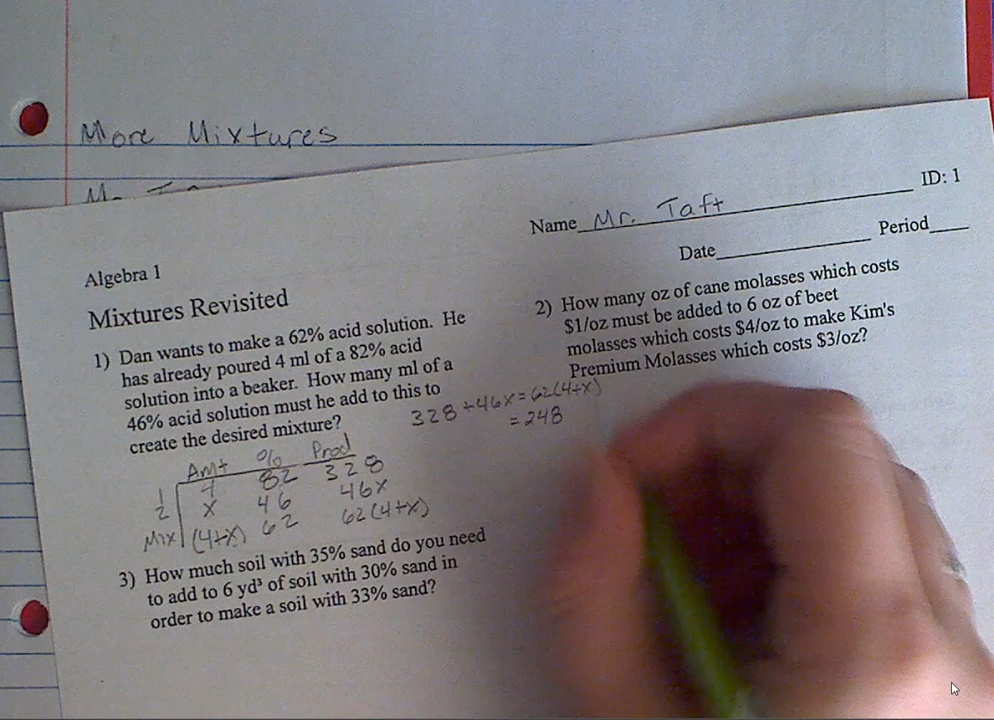 More Mixtures
Name Mr. Taft ID: 1
Date Period
Algebra 1
Mixtures Revisited
1) Dan wants to make a 62% acid solution. He
has already poured 4 ml of a 82% acid
solution into a beaker. How many ml of a
46% acid solution must he add to this to
create the desired mixture?
Amt % Prod
1 4 82 328
2 x 46 46x
Mix (4+x) 62 62(4+x)
328 + 46x = 62(4+x)
= 248
2) How many oz of cane molasses which costs
$1/oz must be added to 6 oz of beet
molasses which costs $4/oz to make Kim's
Premium Molasses which costs $3/oz?
3) How much soil with 35% sand do you need
to add to 6 yd³ of soil with 30% sand in
order to make a soil with 33% sand?